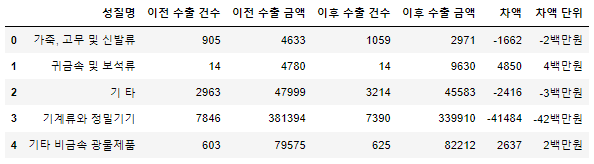 성질명 이전 수출 건수 이전 수출 금액 이후 수출 건수 이후 수출 금액 차액 차액 단위
0 가죽, 고무 및 신발류 905 4633 1059 2971 -1662 -2백만원
1 귀금속 및 보석류 14 4780 14 9630 4850 4백만원
2 기 타 2963 47999 3214 45583 -2416 -3백만원
3 기계류와 정밀기기 7846 381394 7390 339910 -41484 -42백만원
4 기타 비금속 광물제품 603 79575 625 82212 2637 2백만원